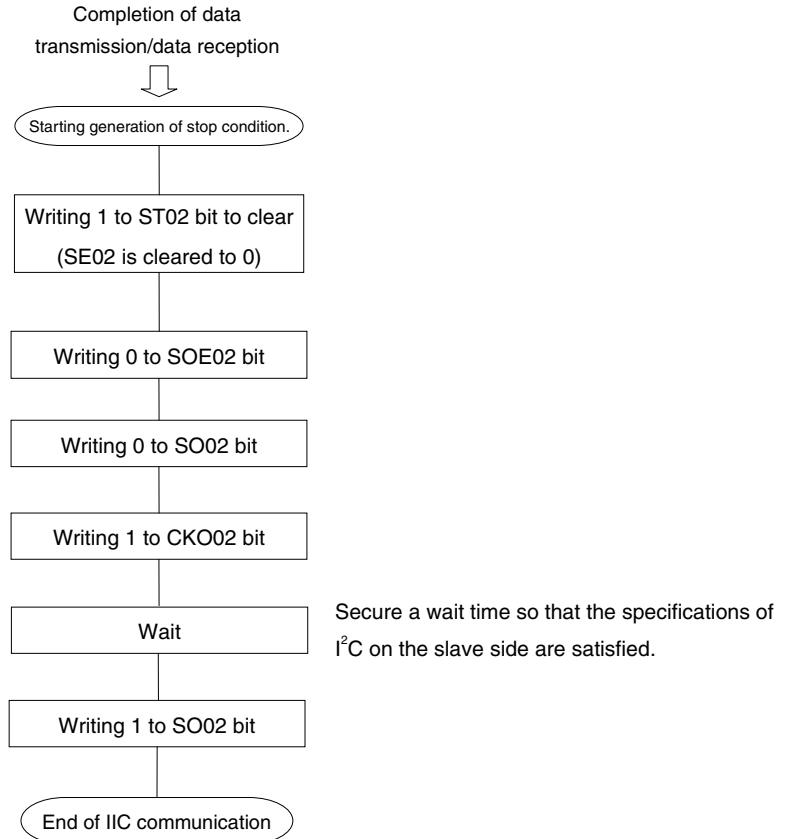 Completion of data
transmission/data reception
Starting generation of stop condition.
Writing 1 to ST02 bit to clear
(SE02 is cleared to 0)
Writing 0 to SOE02 bit
Writing 0 to SO02 bit
Writing 1 to CKO02 bit
Wait
Secure a wait time so that the specifications of
I²C on the slave side are satisfied.
Writing 1 to SO02 bit
End of IIC communication